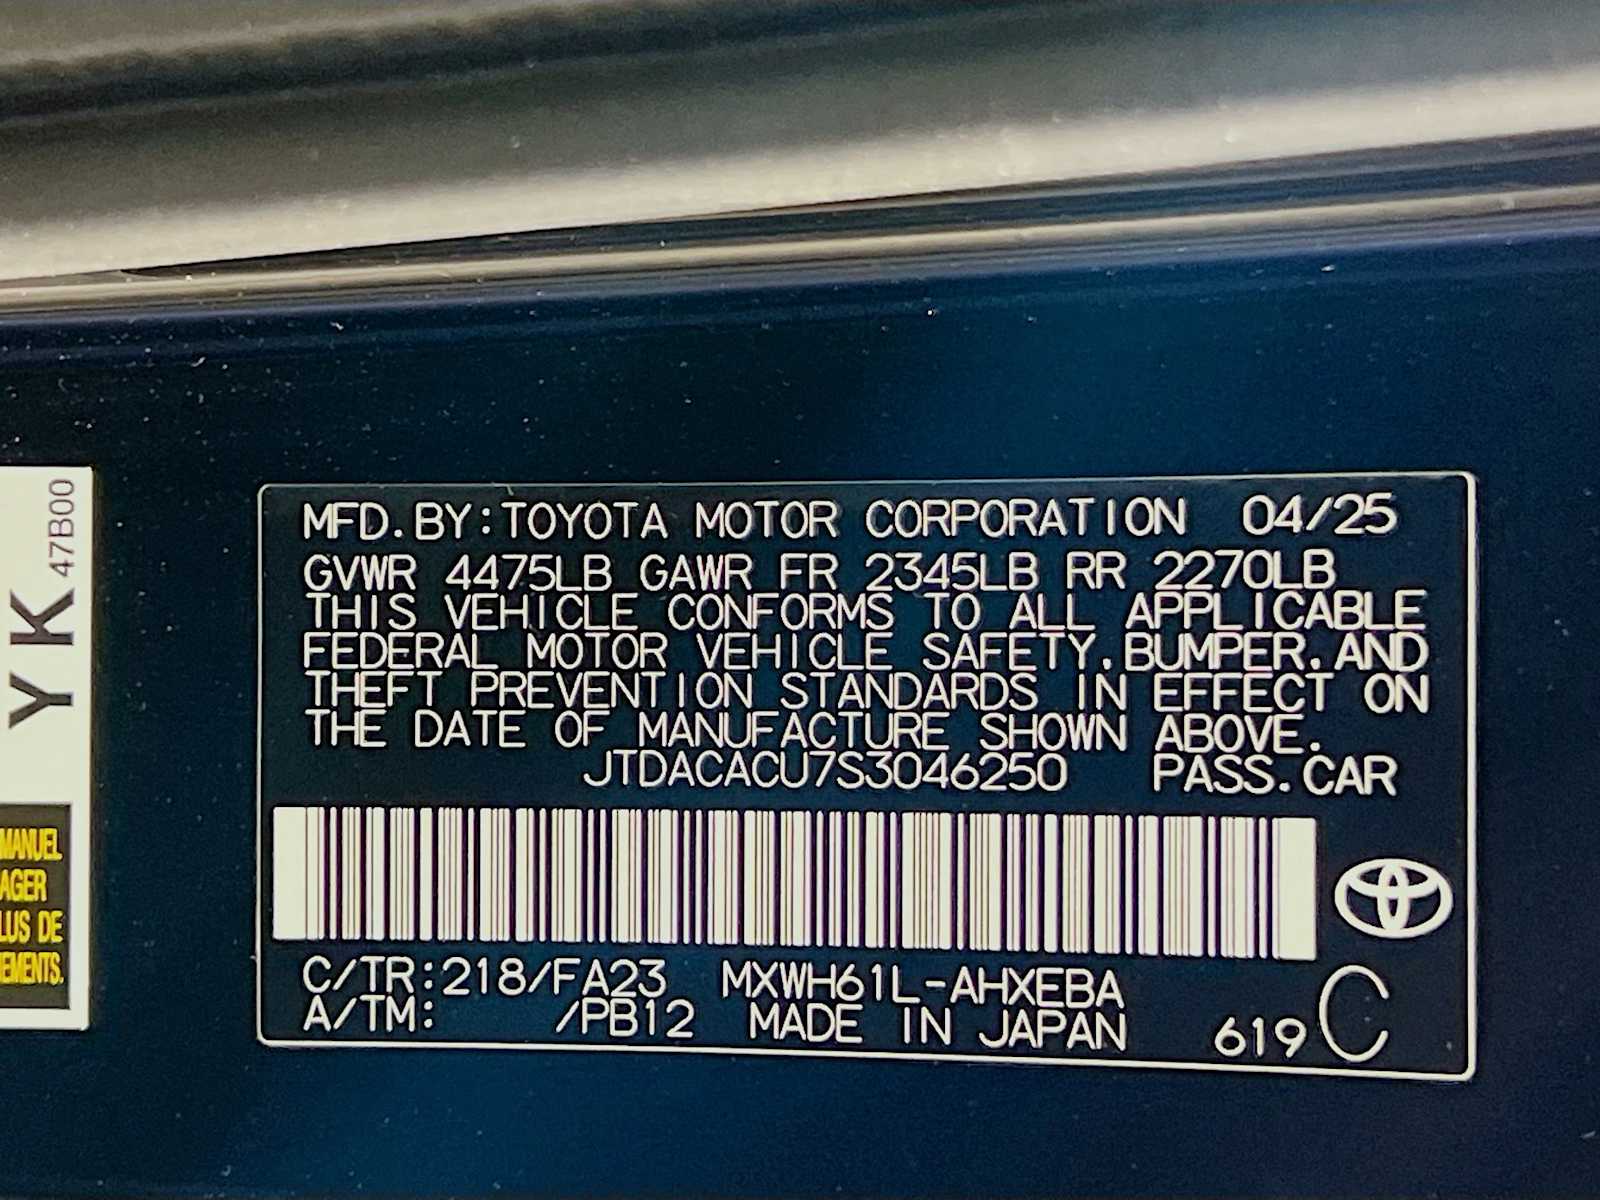 MFD. BY: TOYOTA MOTOR CORPORATION 04/25
GVWR 4475LB GAWR FR 2345LB RR 2270LB
THIS VEHICLE CONFORMS TO ALL APPLICABLE
FEDERAL MOTOR VEHICLE SAFETY. BUMPER. AND
THEFT PREVENTION STANDARDS IN EFFECT ON
THE DATE OF MANUFACTURE SHOWN ABOVE.
JTDACACU7S3046250 PASS. CAR
C/TR: 218/FA23 MXWH61L-AHXEBA
A/TM: /PB12 MADE IN JAPAN 619 C
YK
47B00
MANUEL
AGER
LUS DE
EMENTS.